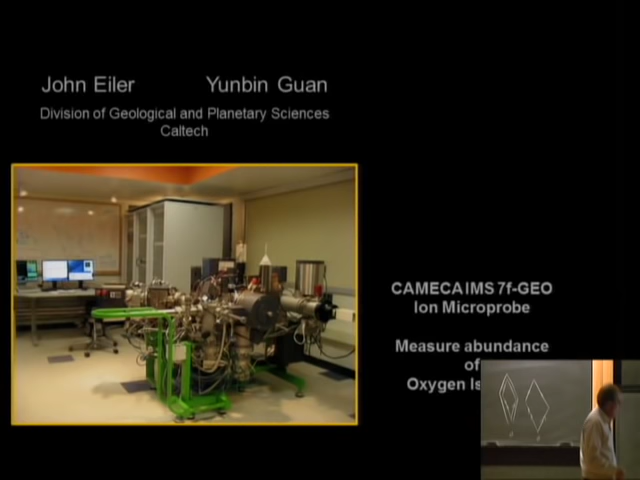 John Eiler Yunbin Guan
Division of Geological and Planetary Sciences
Caltech
CAMECA IMS 7f-GEO
Ion Microprobe
Measure abundance
of
Oxygen